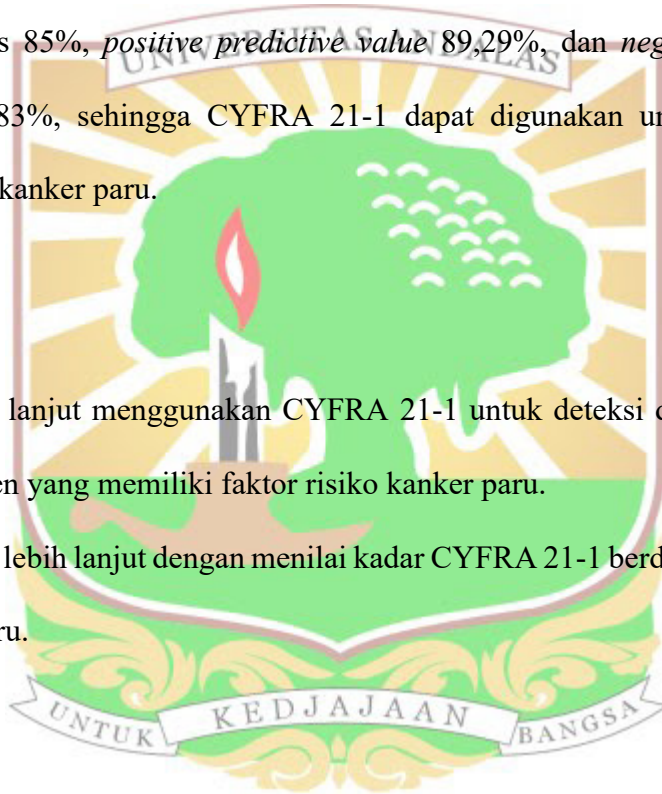 s 85%, positive predictive value 89,29%, dan neg
UNIVERSITAS ANDALAS
83%, sehingga CYFRA 21-1 dapat digunakan un
kanker paru.
lanjut menggunakan CYFRA 21-1 untuk deteksi d
en yang memiliki faktor risiko kanker paru.
lebih lanjut dengan menilai kadar CYFRA 21-1 berd
ru.
UNTUK KEDJAJAAN BANGSA